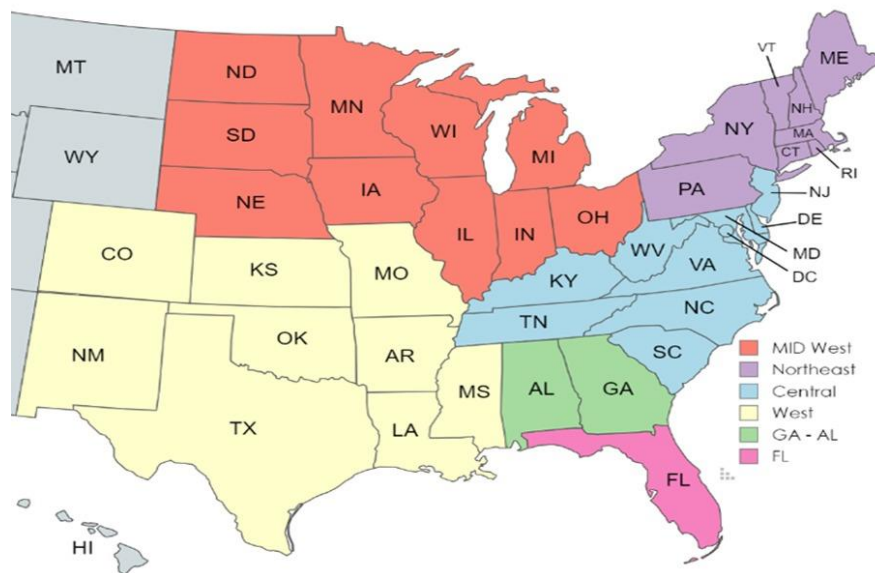 VT
ME
MT
ND
MN
NH
WI
NY
MA
SD
CT
WY
MI
RI
IA
PA
NE
NJ
OH
IL
IN
DE
CO
WV
MD
KS
MO
VA
DC
KY
NC
TN
OK
AR
SC
NM
MS
AL
GA
TX
LA
FL
HI
MID West
Northeast
Central
West
GA - AL
FL